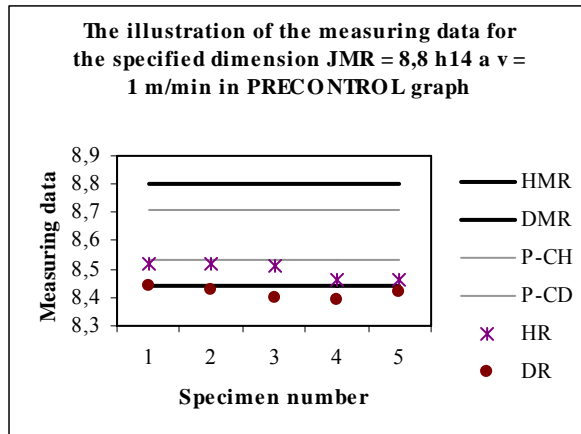 The illustration of the measuring data for
the specified dimension JMR = 8,8 h14 a v =
1 m/min in PRECONTROL graph
Measuring data
8,9
8,8
8,7
8,6
8,5
8,4
8,3
1 2 3 4 5
Specimen number
HMR
DMR
P-CH
P-CD
HR
DR